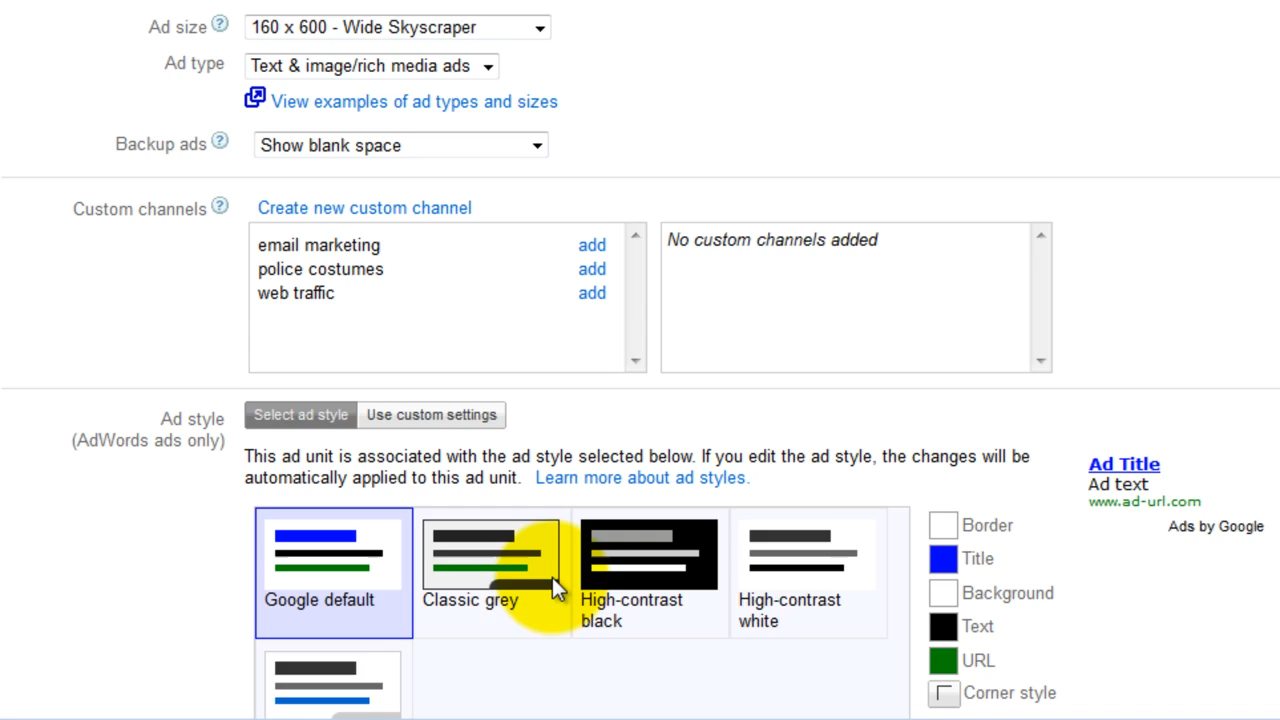 Ad size
160 x 600 - Wide Skyscraper
Ad type
Text & image/rich media ads
View examples of ad types and sizes
Backup ads
Show blank space
Custom channels
Create new custom channel
email marketing add
police costumes add
web traffic add
No custom channels added
Ad style
(AdWords ads only)
Select ad style
Use custom settings
This ad unit is associated with the ad style selected below. If you edit the ad style, the changes will be
automatically applied to this ad unit. Learn more about ad styles.
Ad Title
Ad text
www.ad-url.com
Ads by Google
Google default
Classic grey
High-contrast
black
High-contrast
white
Border
Title
Background
Text
URL
Corner style